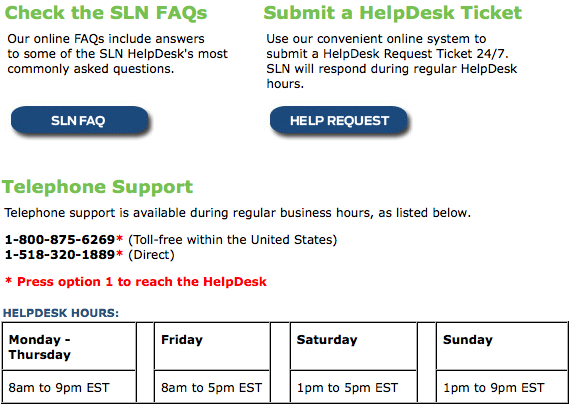 Check the SLN FAQs
Our online FAQs include answers
to some of the SLN HelpDesk's most
commonly asked questions.
SLN FAQ
Submit a HelpDesk Ticket
Use our convenient online system to
submit a HelpDesk Request Ticket 24/7.
SLN will respond during regular HelpDesk
hours.
HELP REQUEST
Telephone Support
Telephone support is available during regular business hours, as listed below.
1-800-875-6269* (Toll-free within the United States)
1-518-320-1889* (Direct)
* Press option 1 to reach the HelpDesk
HELPDESK HOURS:
Monday -
Thursday
Friday
Saturday
Sunday
8am to 9pm EST
8am to 5pm EST
1pm to 5pm EST
1pm to 9pm EST